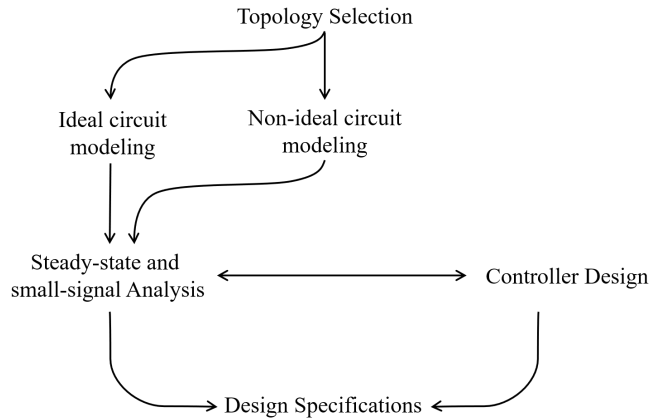 Topology Selection
Ideal circuit
modeling
Non-ideal circuit
modeling
Steady-state and
small-signal Analysis
Controller Design
Design Specifications